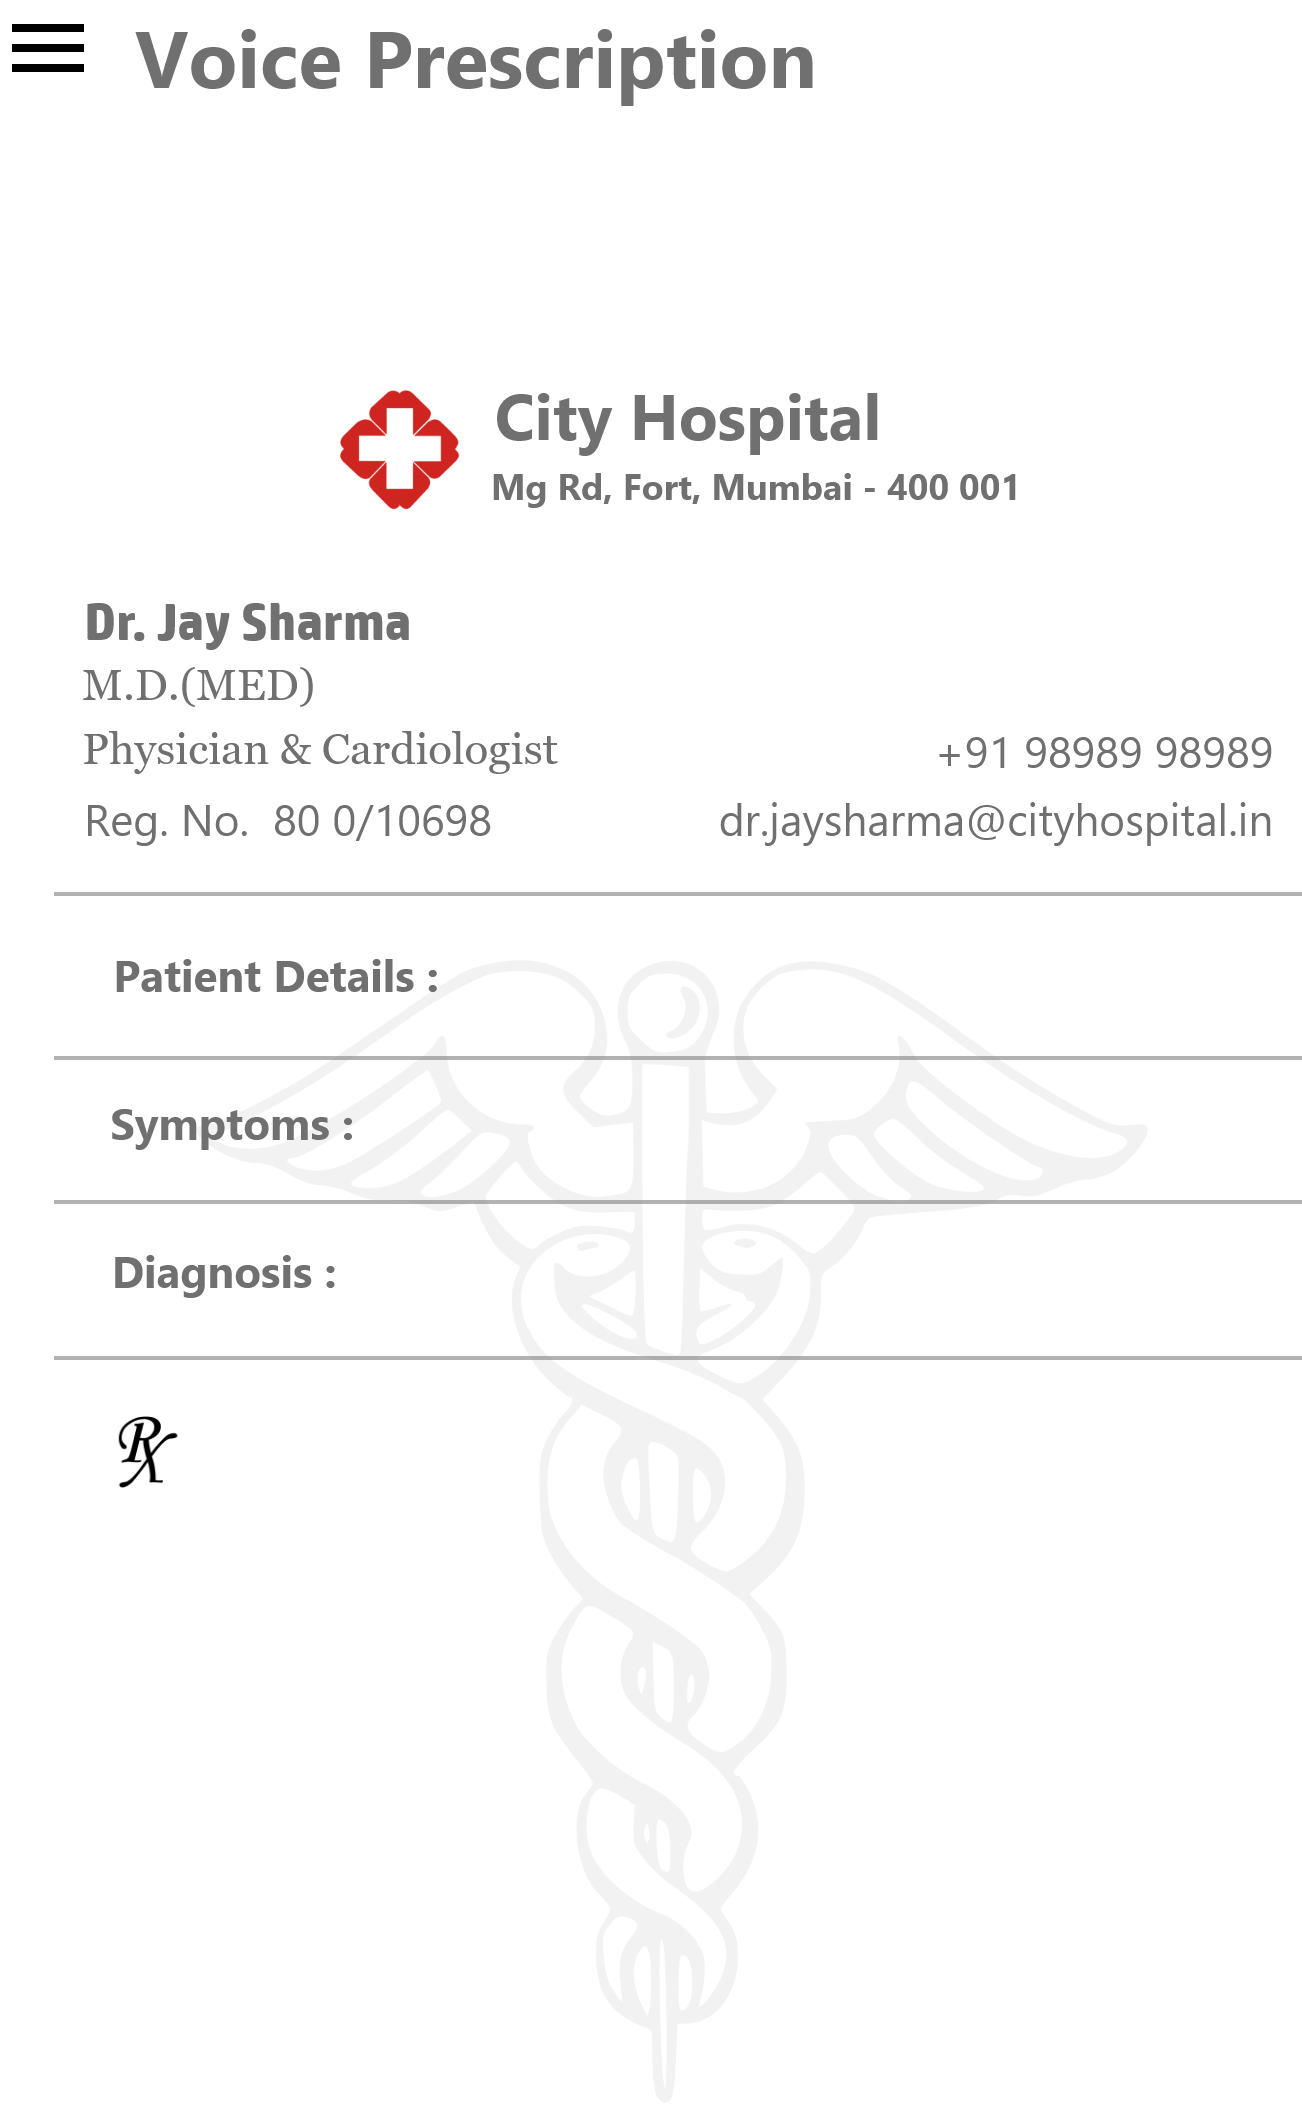 Voice Prescription
City Hospital
Mg Rd, Fort, Mumbai - 400 001
Dr. Jay Sharma
M.D.(MED)
Physician & Cardiologist
+91 98989 98989
Reg. No. 80 0/10698
dr.jaysharma@cityhospital.in
Patient Details :
Symptoms :
Diagnosis :
Rx